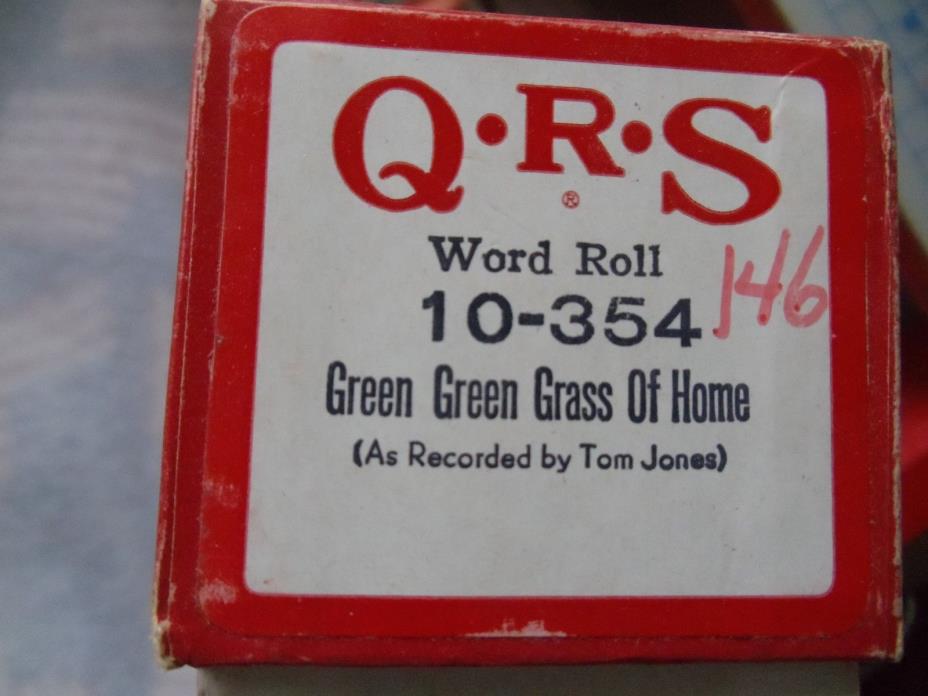 Q·R·S
®
Word Roll
146
10-354
Green Green Grass Of Home
(As Recorded by Tom Jones)